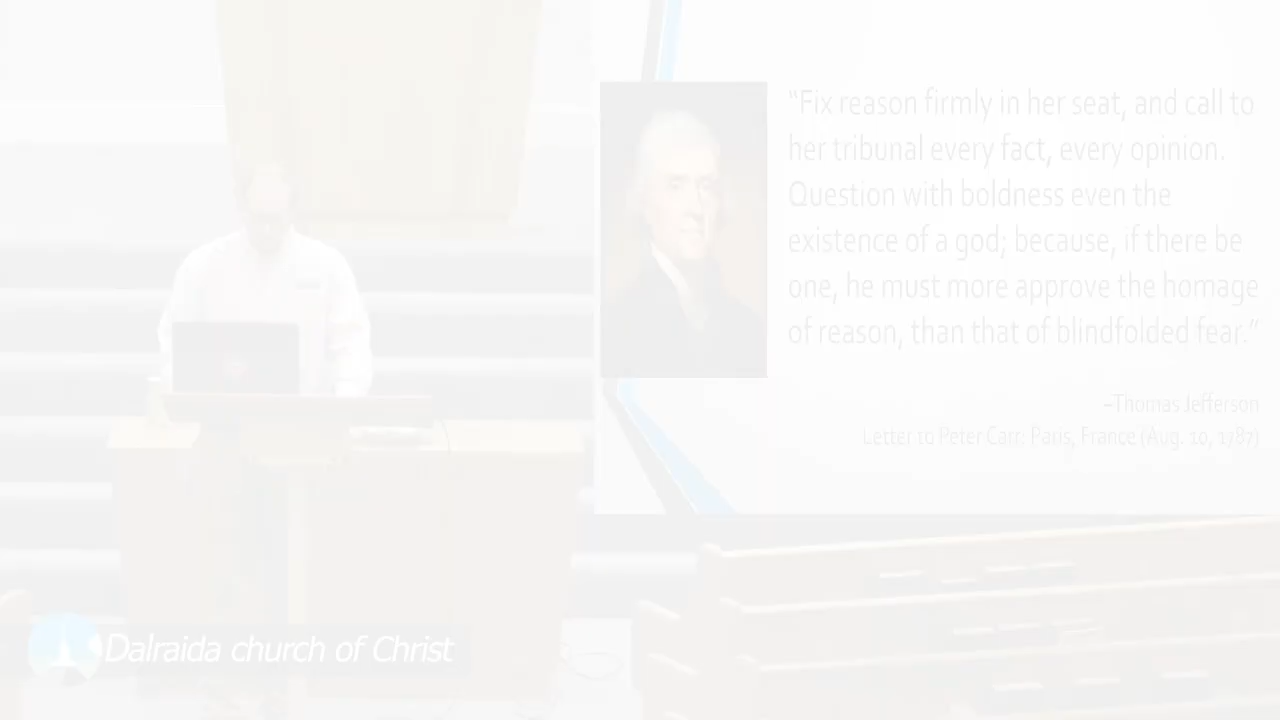 “Fix reason firmly in her seat, and call to
her tribunal every fact, every opinion.
Question with boldness even the
existence of a god; because, if there be
one, he must more approve the homage
of reason, than that of blindfolded fear.”
–Thomas Jefferson
Letter to Peter Carr: Paris, France (Aug. 10, 1787)
Dalraida church of Christ